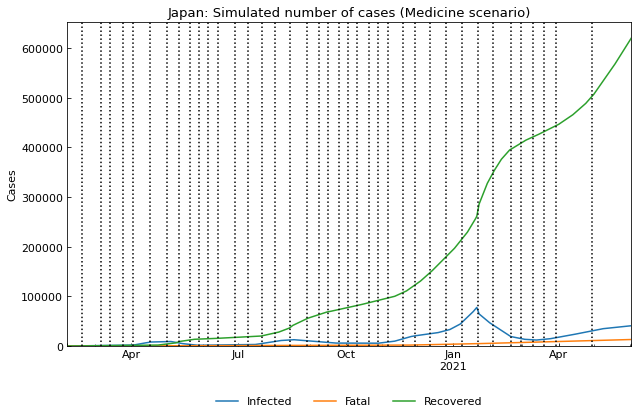 Japan: Simulated number of cases (Medicine scenario)
600000
500000
400000
300000
200000
100000
0
Cases
Apr
Jul
Oct
Jan
2021
Apr
Infected
Fatal
Recovered